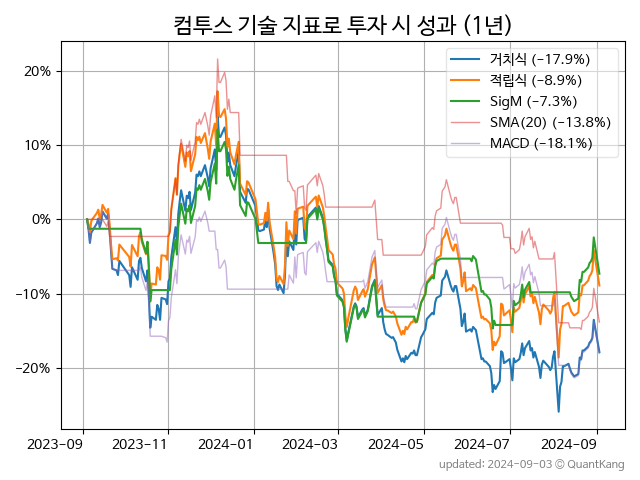 컴투스 기술 지표로 투자 시 성과 (1년)
거치식 (−17.9%)
적립식 (−8.9%)
SigM (−7.3%)
SMA(20) (−13.8%)
MACD (−18.1%)
20%
10%
0%
−10%
−20%
2023-09 2023-11 2024-01 2024-03 2024-05 2024-07 2024-09
updated: 2024-09-03 © QuantKang